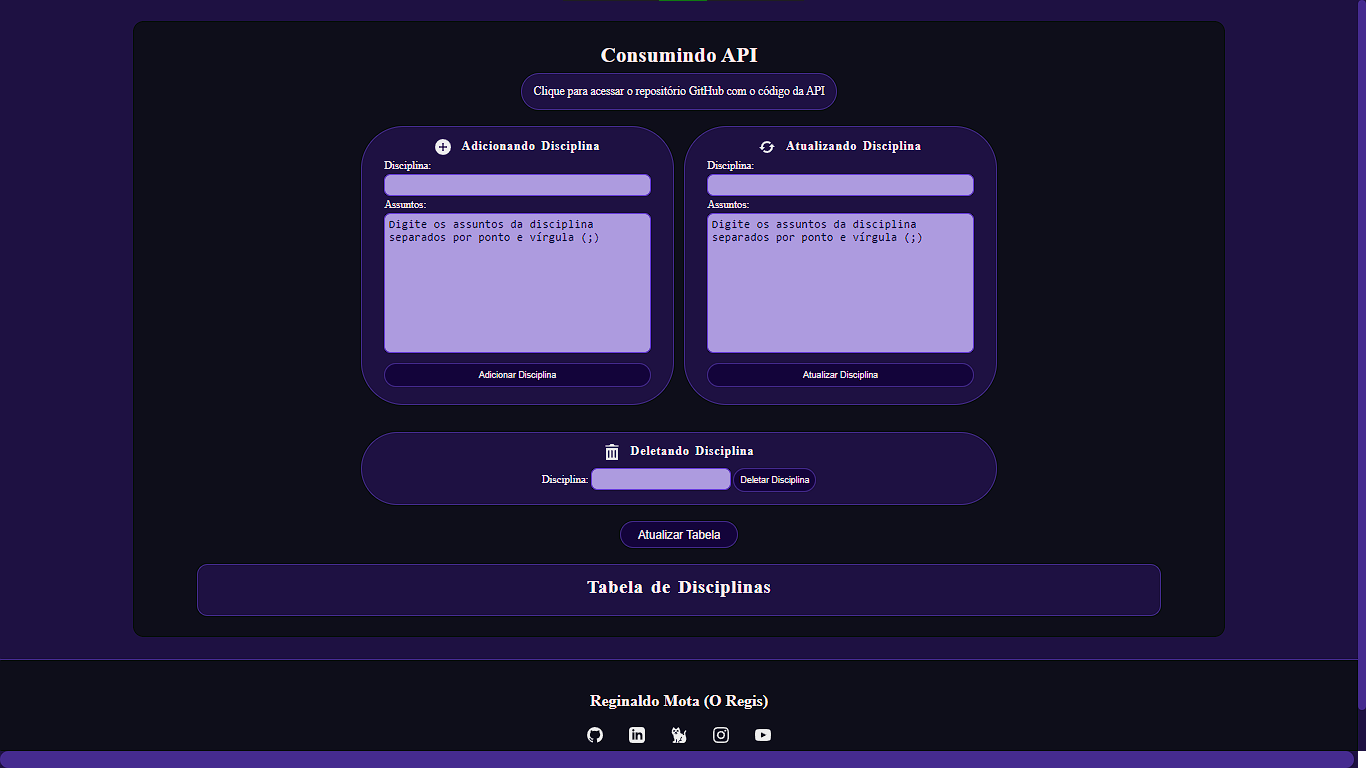 Consumindo API
Clique para acessar o repositório GitHub com o código da API
Adicionando Disciplina
Disciplina:
Assuntos:
Digite os assuntos da disciplina
separados por ponto e vírgula (;)
Adicionar Disciplina
Atualizando Disciplina
Disciplina:
Assuntos:
Digite os assuntos da disciplina
separados por ponto e vírgula (;)
Atualizar Disciplina
Deletando Disciplina
Disciplina:
Deletar Disciplina
Atualizar Tabela
Tabela de Disciplinas
Reginaldo Mota (O Regis)